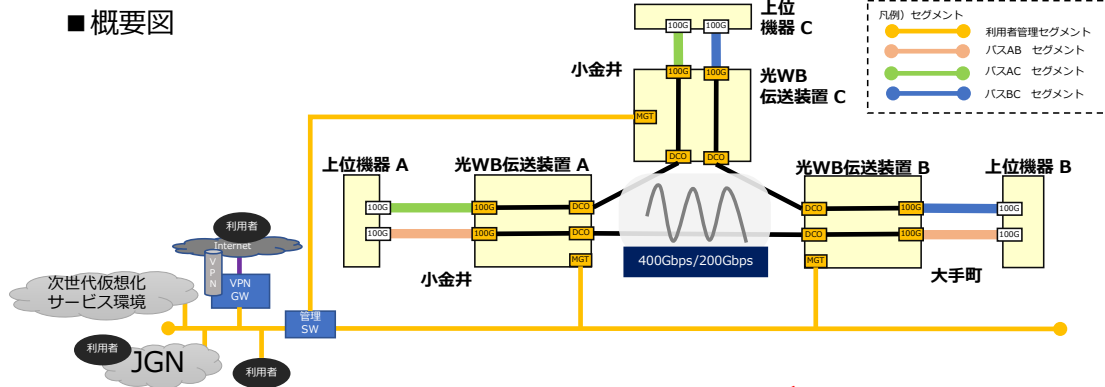 ■概要図
上位
機器 C
100G
100G
小金井
100G
100G
光WB
伝送装置 C
MGT
DCO
DCO
凡例）セグメント
利用者管理セグメント
パスAB　セグメント
パスAC　セグメント
パスBC　セグメント
上位機器 A
光WB伝送装置 A
光WB伝送装置 B
上位機器 B
100G
100G
DCO
DCO
100G
100G
100G
100G
DCO
DCO
100G
100G
MGT
400Gbps/200Gbps
MGT
小金井
大手町
利用者
Internet
VPN
VPN
GW
次世代仮想化
サービス環境
管理
SW
利用者
JGN
利用者